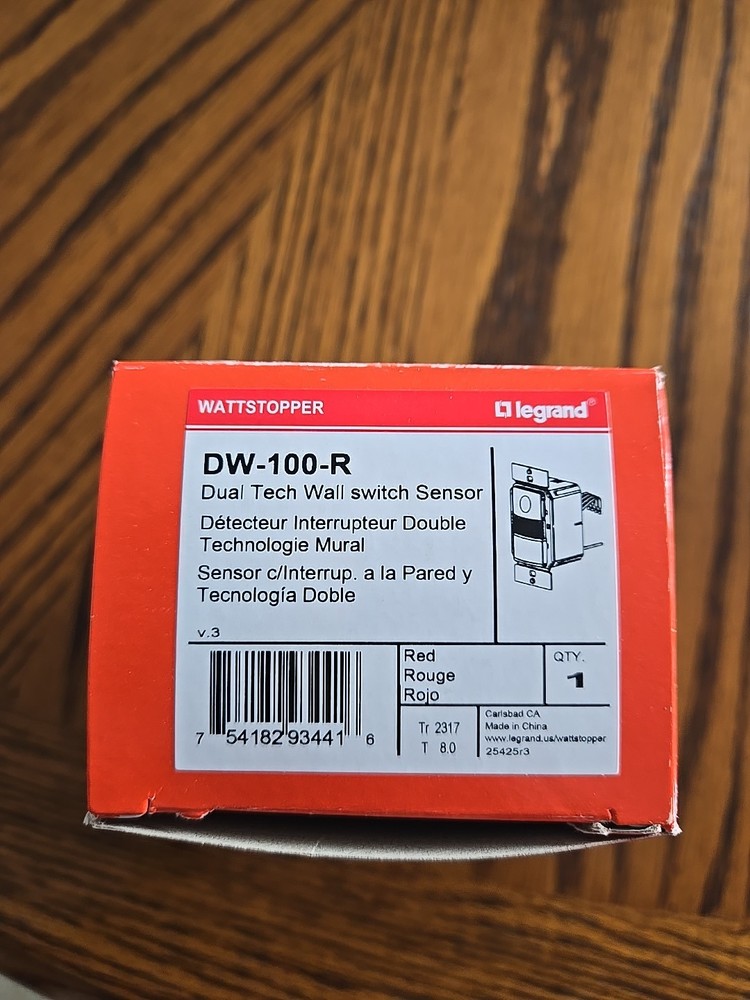 WATTSTOPPER
legrand®
DW-100-R
Dual Tech Wall switch Sensor
Détecteur Interrupteur Double
Technologie Mural
Sensor c/Interrup. a la Pared y
Tecnología Doble
v.3
7 54182 93441 6
Red
Rouge
Rojo
QTY.
1
Tr 2317
T 8.0
Carlsbad CA
Made in China
www.legrand.us/wattstopper
25425r3